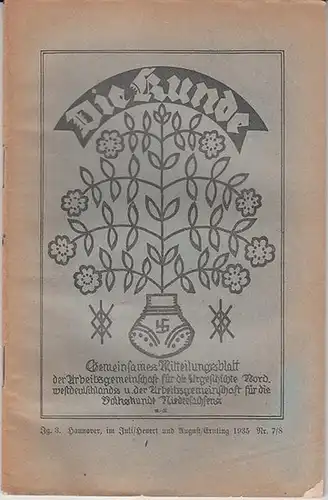 Die Kunde
Gemeinsames Mitteilungsblatt
der Arbeitsgemeinschaft für die Urgeschichte Nord,
westdeutschlands u. der Arbeitsgemeinschaft für die
Volkskunde Niedersachsens
Jg. 3. Hannover, im Juli/Heuert und August/Ernting 1935 Nr. 7/8